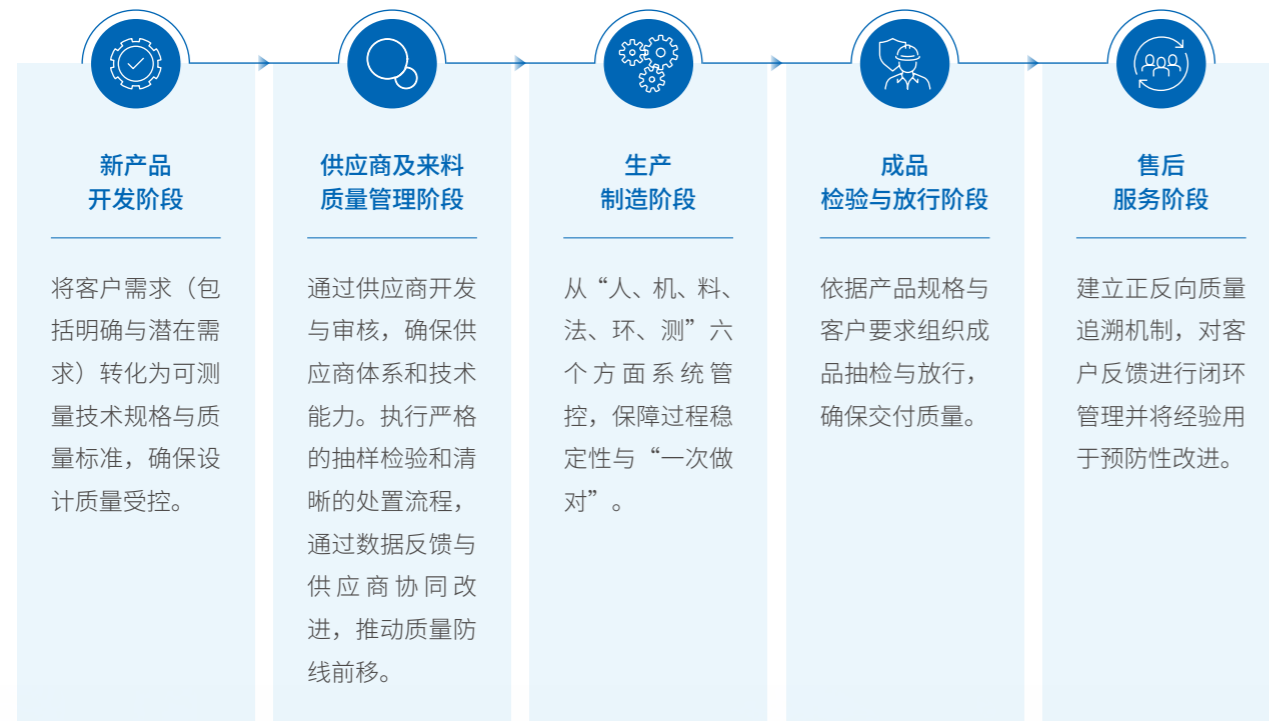 新产品
开发阶段
将客户需求（包
括明确与潜在需
求）转化为可测
量技术规格与质
量标准，确保设
计质量受控。
供应商及来料
质量管理阶段
通过供应商开发
与审核，确保供
应商体系和技术
能力。执行严格
的抽样检验和清
晰的处置流程，
通过数据反馈与
供应商协同改
进，推动质量防
线前移。
生产
制造阶段
从“人、机、料、
法、环、测”六
个方面系统管
控，保障过程稳
定性与“一次做
对”。
成品
检验与放行阶段
依据产品规格与
客户要求组织成
品抽检与放行，
确保交付质量。
售后
服务阶段
建立正反向质量
追溯机制，对客
户反馈进行闭环
管理并将经验用
于预防性改进。